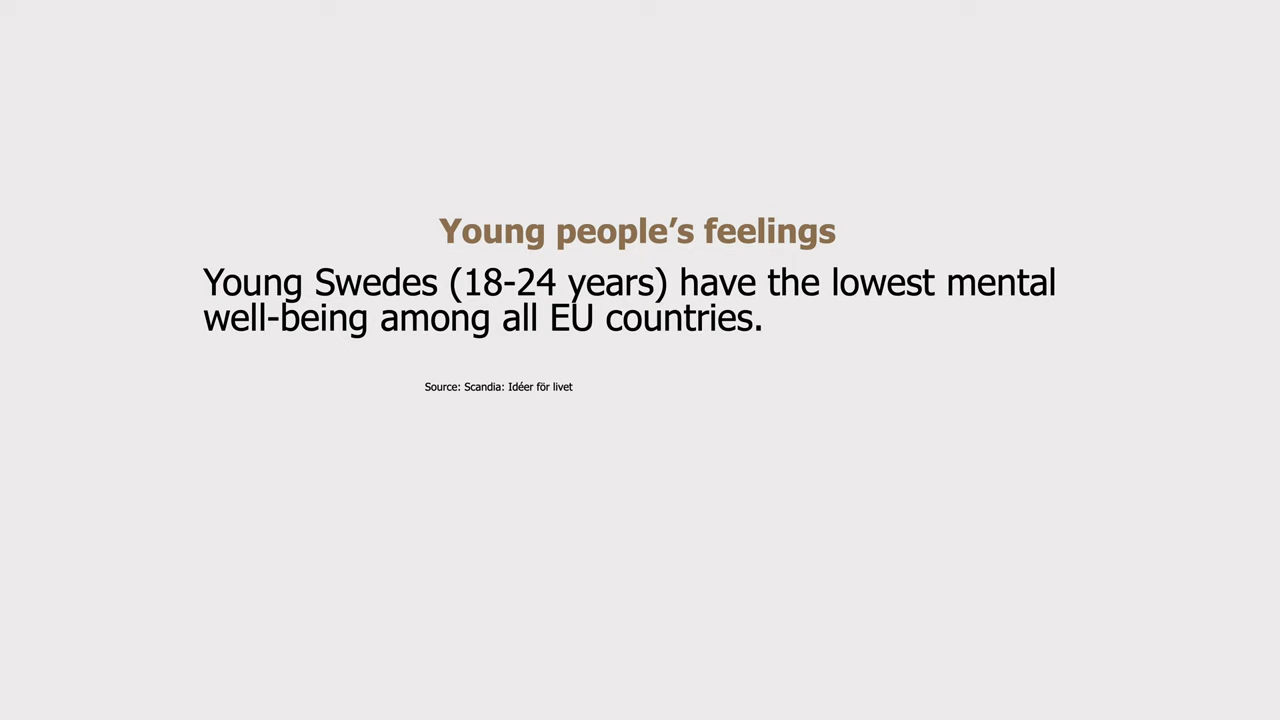 Young people’s feelings
Young Swedes (18-24 years) have the lowest mental
well-being among all EU countries.
Source: Scandia: Idéer för livet